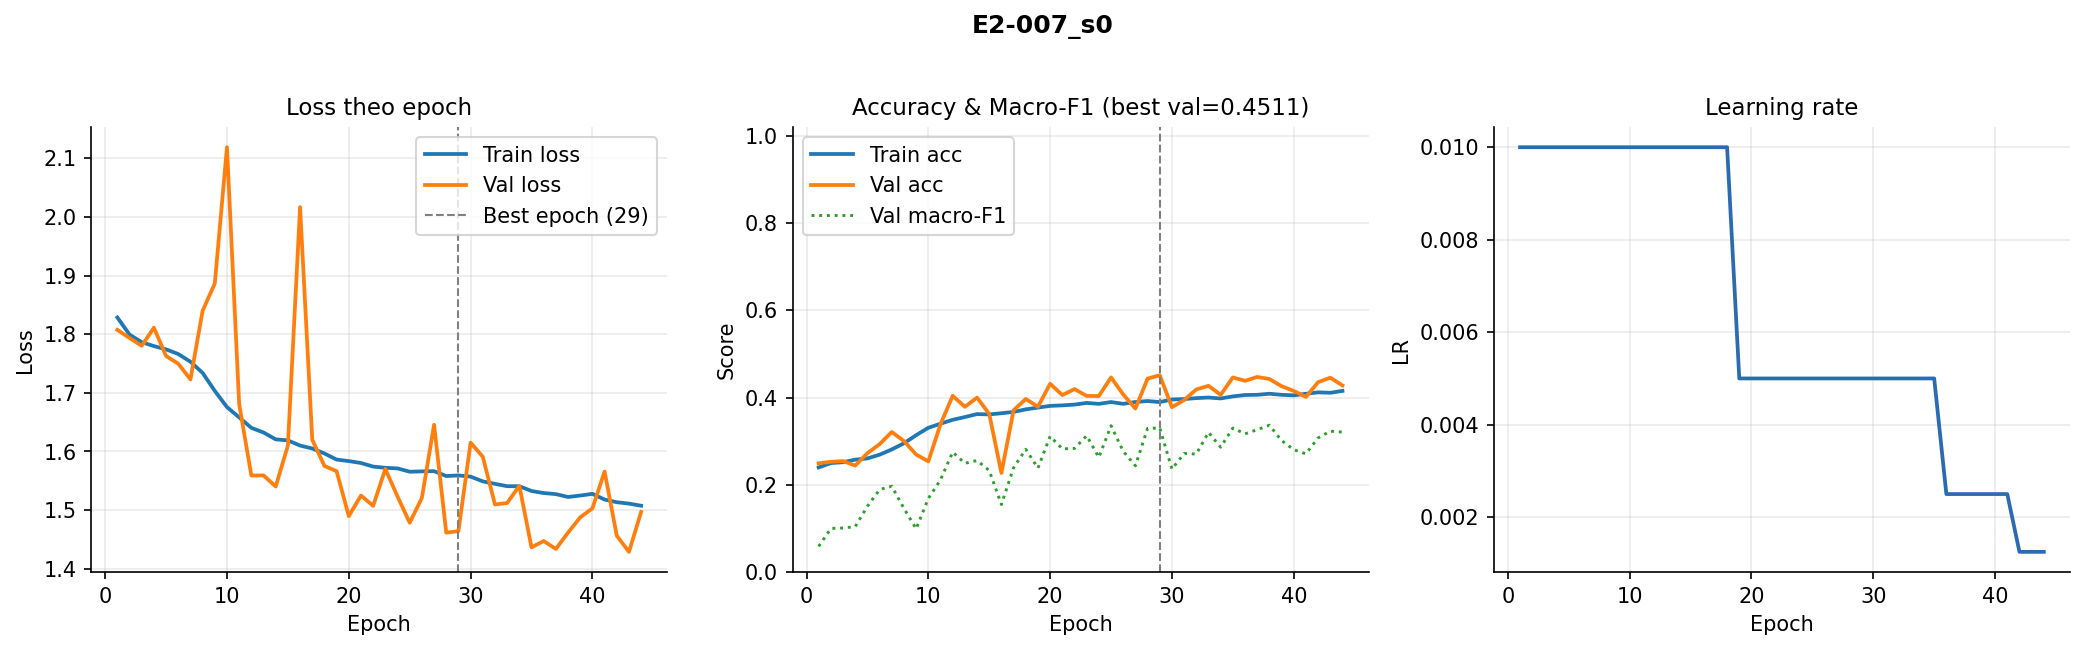 E2-007_s0
Loss theo epoch
Loss
2.1
2.0
1.9
1.8
1.7
1.6
1.5
1.4
Train loss
Val loss
Best epoch (29)
0 10 20 30 40
Epoch
Accuracy & Macro-F1 (best val=0.4511)
Score
1.0
0.8
0.6
0.4
0.2
0.0
Train acc
Val acc
Val macro-F1
0 10 20 30 40
Epoch
Learning rate
LR
0.010
0.008
0.006
0.004
0.002
0 10 20 30 40
Epoch